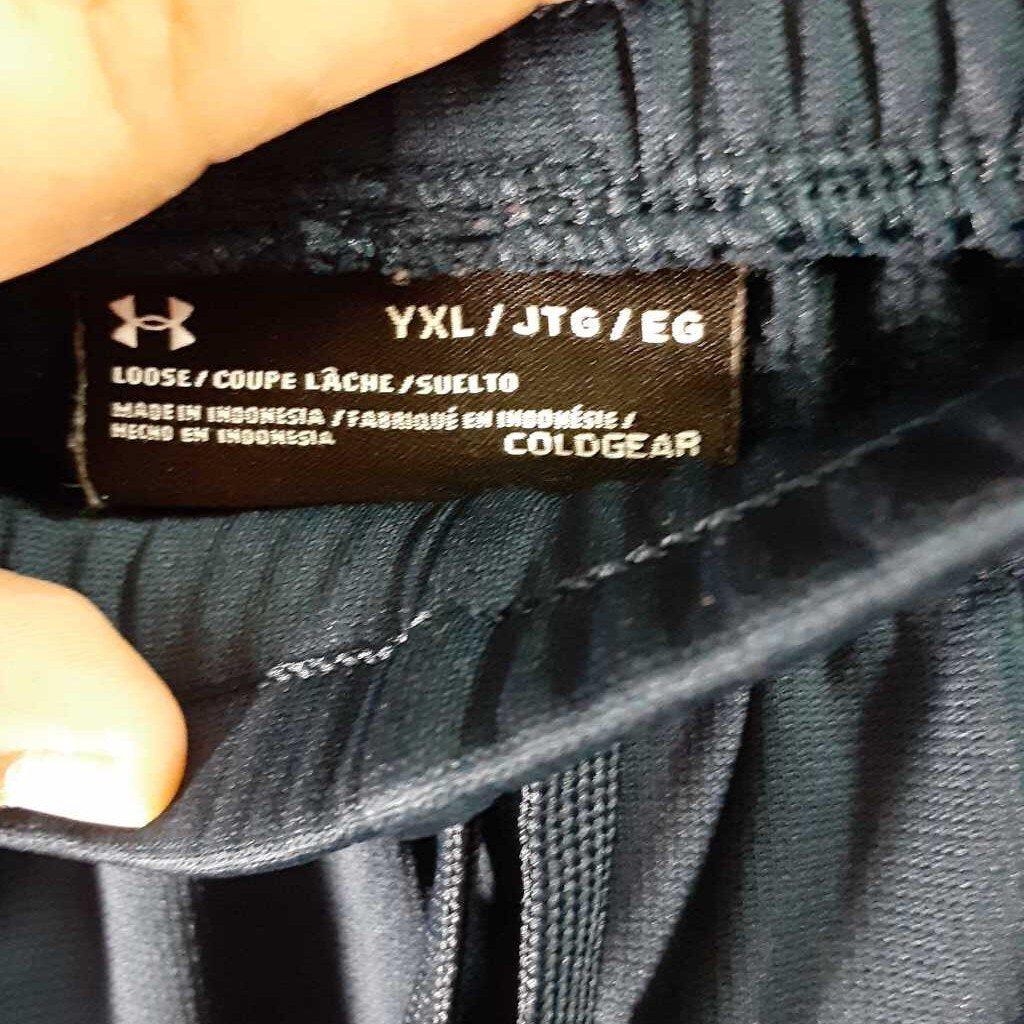 YXL / JTG / EG
LOOSE / COUPE LÂCHE / SUELTO
MADE IN INDONESIA / FABRIQUÉ EN INDONÉSIE /
HECHO EN INDONESIA
COLDGEAR